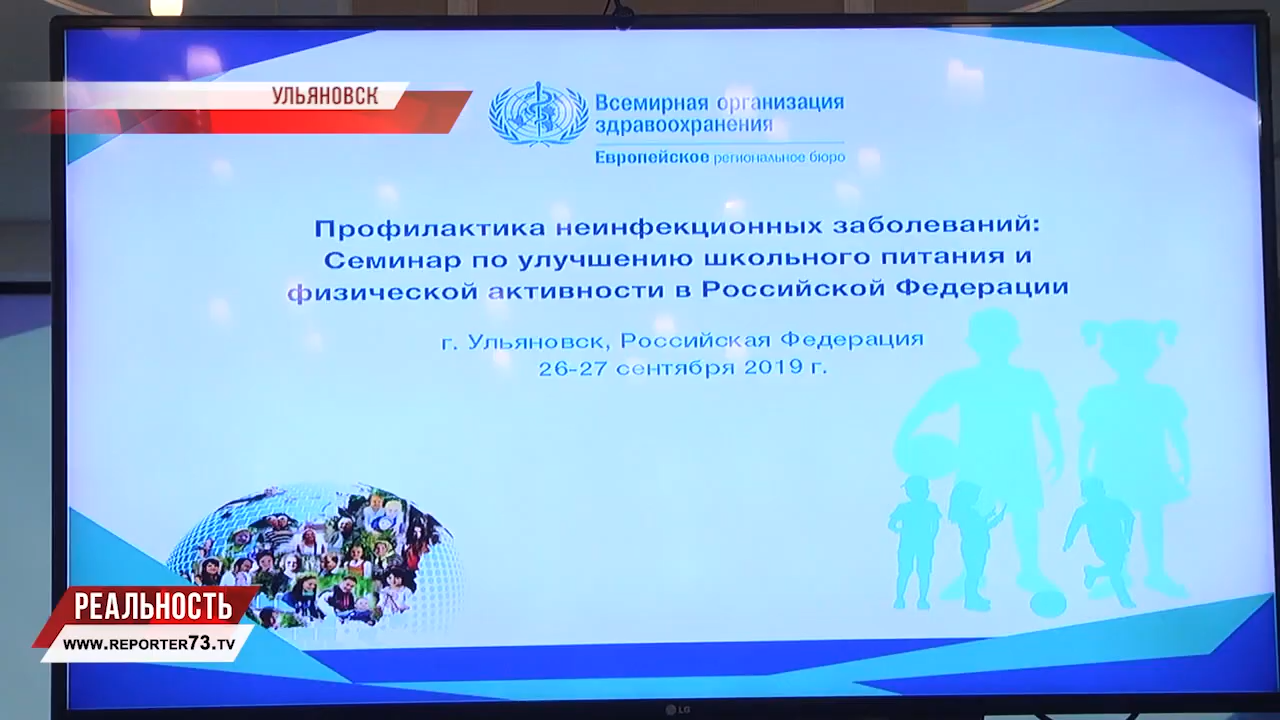 УЛЬЯНОВСК
Всемирная организация
здравоохранения
Европейское региональное бюро
Профилактика неинфекционных заболеваний:
Семинар по улучшению школьного питания и
физической активности в Российской Федерации
г. Ульяновск, Российская Федерация
26-27 сентября 2019 г.
РЕАЛЬНОСТЬ
WWW.REPORTER73.TV
LG